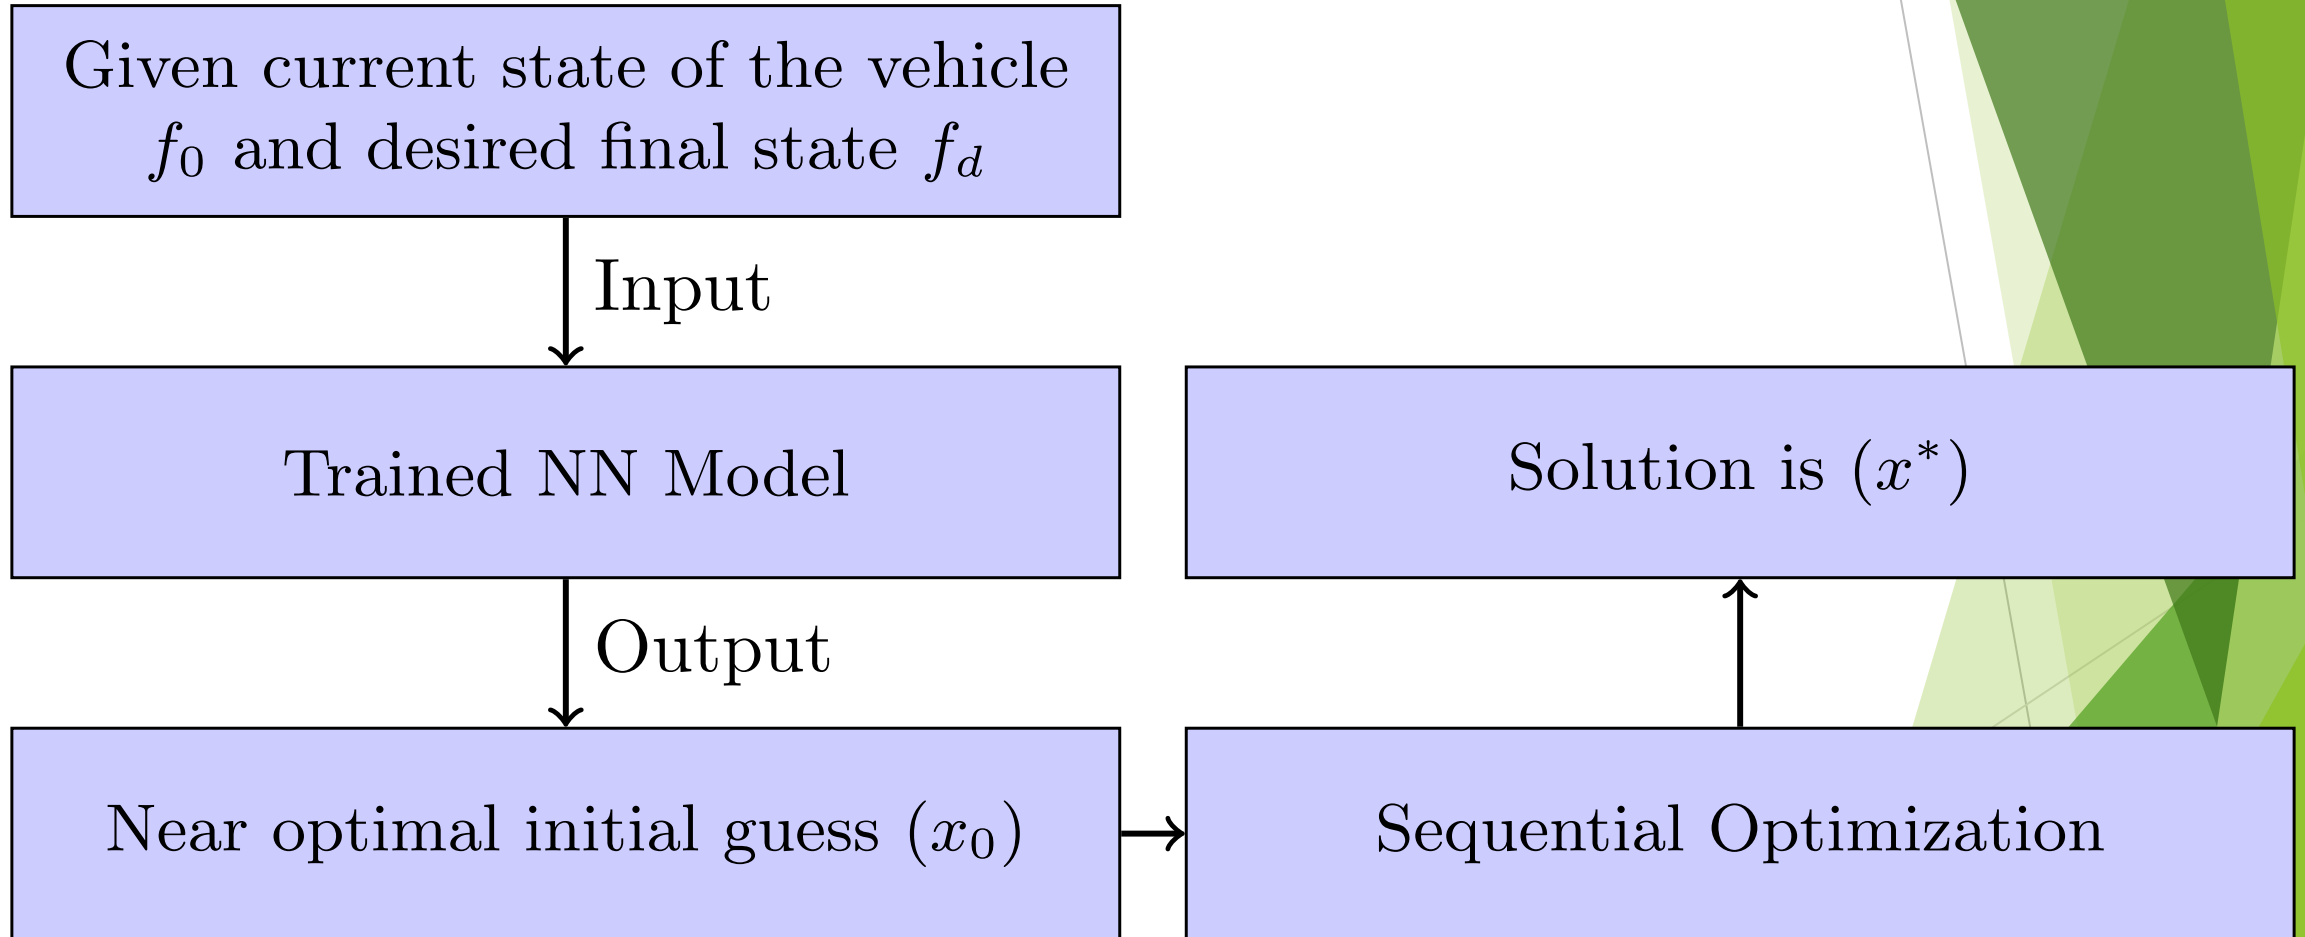 Given current state of the vehicle
f₀ and desired final state f_d
Input
Trained NN Model
Output
Near optimal initial guess (x₀)
Sequential Optimization
Solution is (x*)